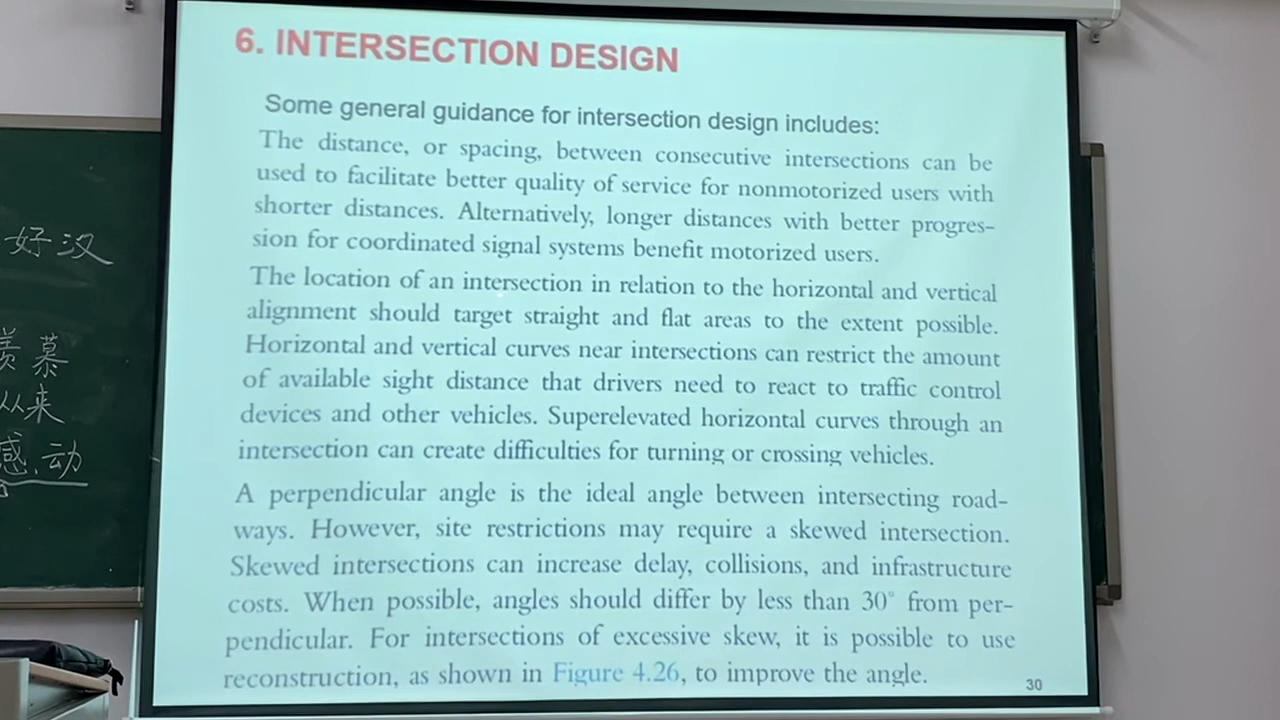 6. INTERSECTION DESIGN
Some general guidance for intersection design includes:
The distance, or spacing, between consecutive intersections can be
used to facilitate better quality of service for nonmotorized users with
shorter distances. Alternatively, longer distances with better progres-
sion for coordinated signal systems benefit motorized users.
The location of an intersection in relation to the horizontal and vertical
alignment should target straight and flat areas to the extent possible.
Horizontal and vertical curves near intersections can restrict the amount
of available sight distance that drivers need to react to traffic control
devices and other vehicles. Superelevated horizontal curves through an
intersection can create difficulties for turning or crossing vehicles.
A perpendicular angle is the ideal angle between intersecting road-
ways. However, site restrictions may require a skewed intersection.
Skewed intersections can increase delay, collisions, and infrastructure
costs. When possible, angles should differ by less than 30° from per-
pendicular. For intersections of excessive skew, it is possible to use
reconstruction, as shown in Figure 4.26, to improve the angle.
30
好汉
羡慕
从来
感动